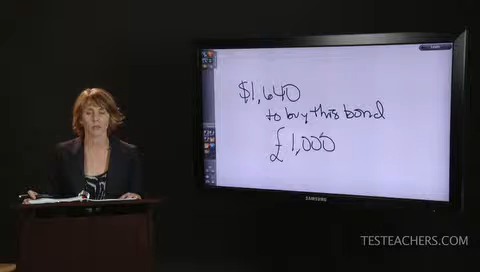 $1,640
to buy this bond
£1,000
SAMSUNG
TESTEACHERS.COM